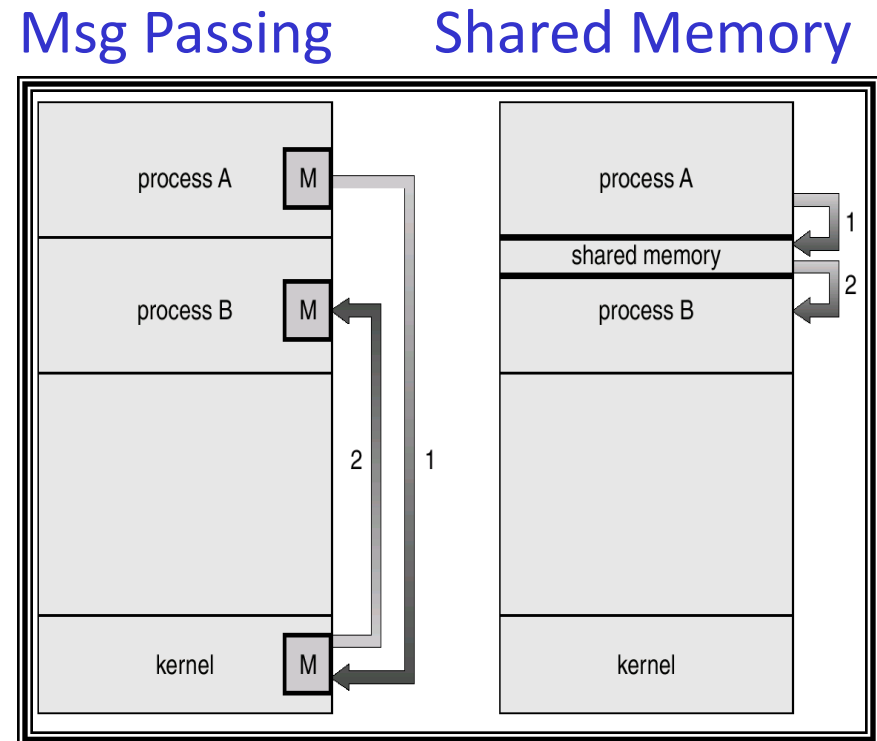 Msg Passing Shared Memory
process A M
process B M
2 1
kernel M
process A
1
shared memory
2
process B
kernel